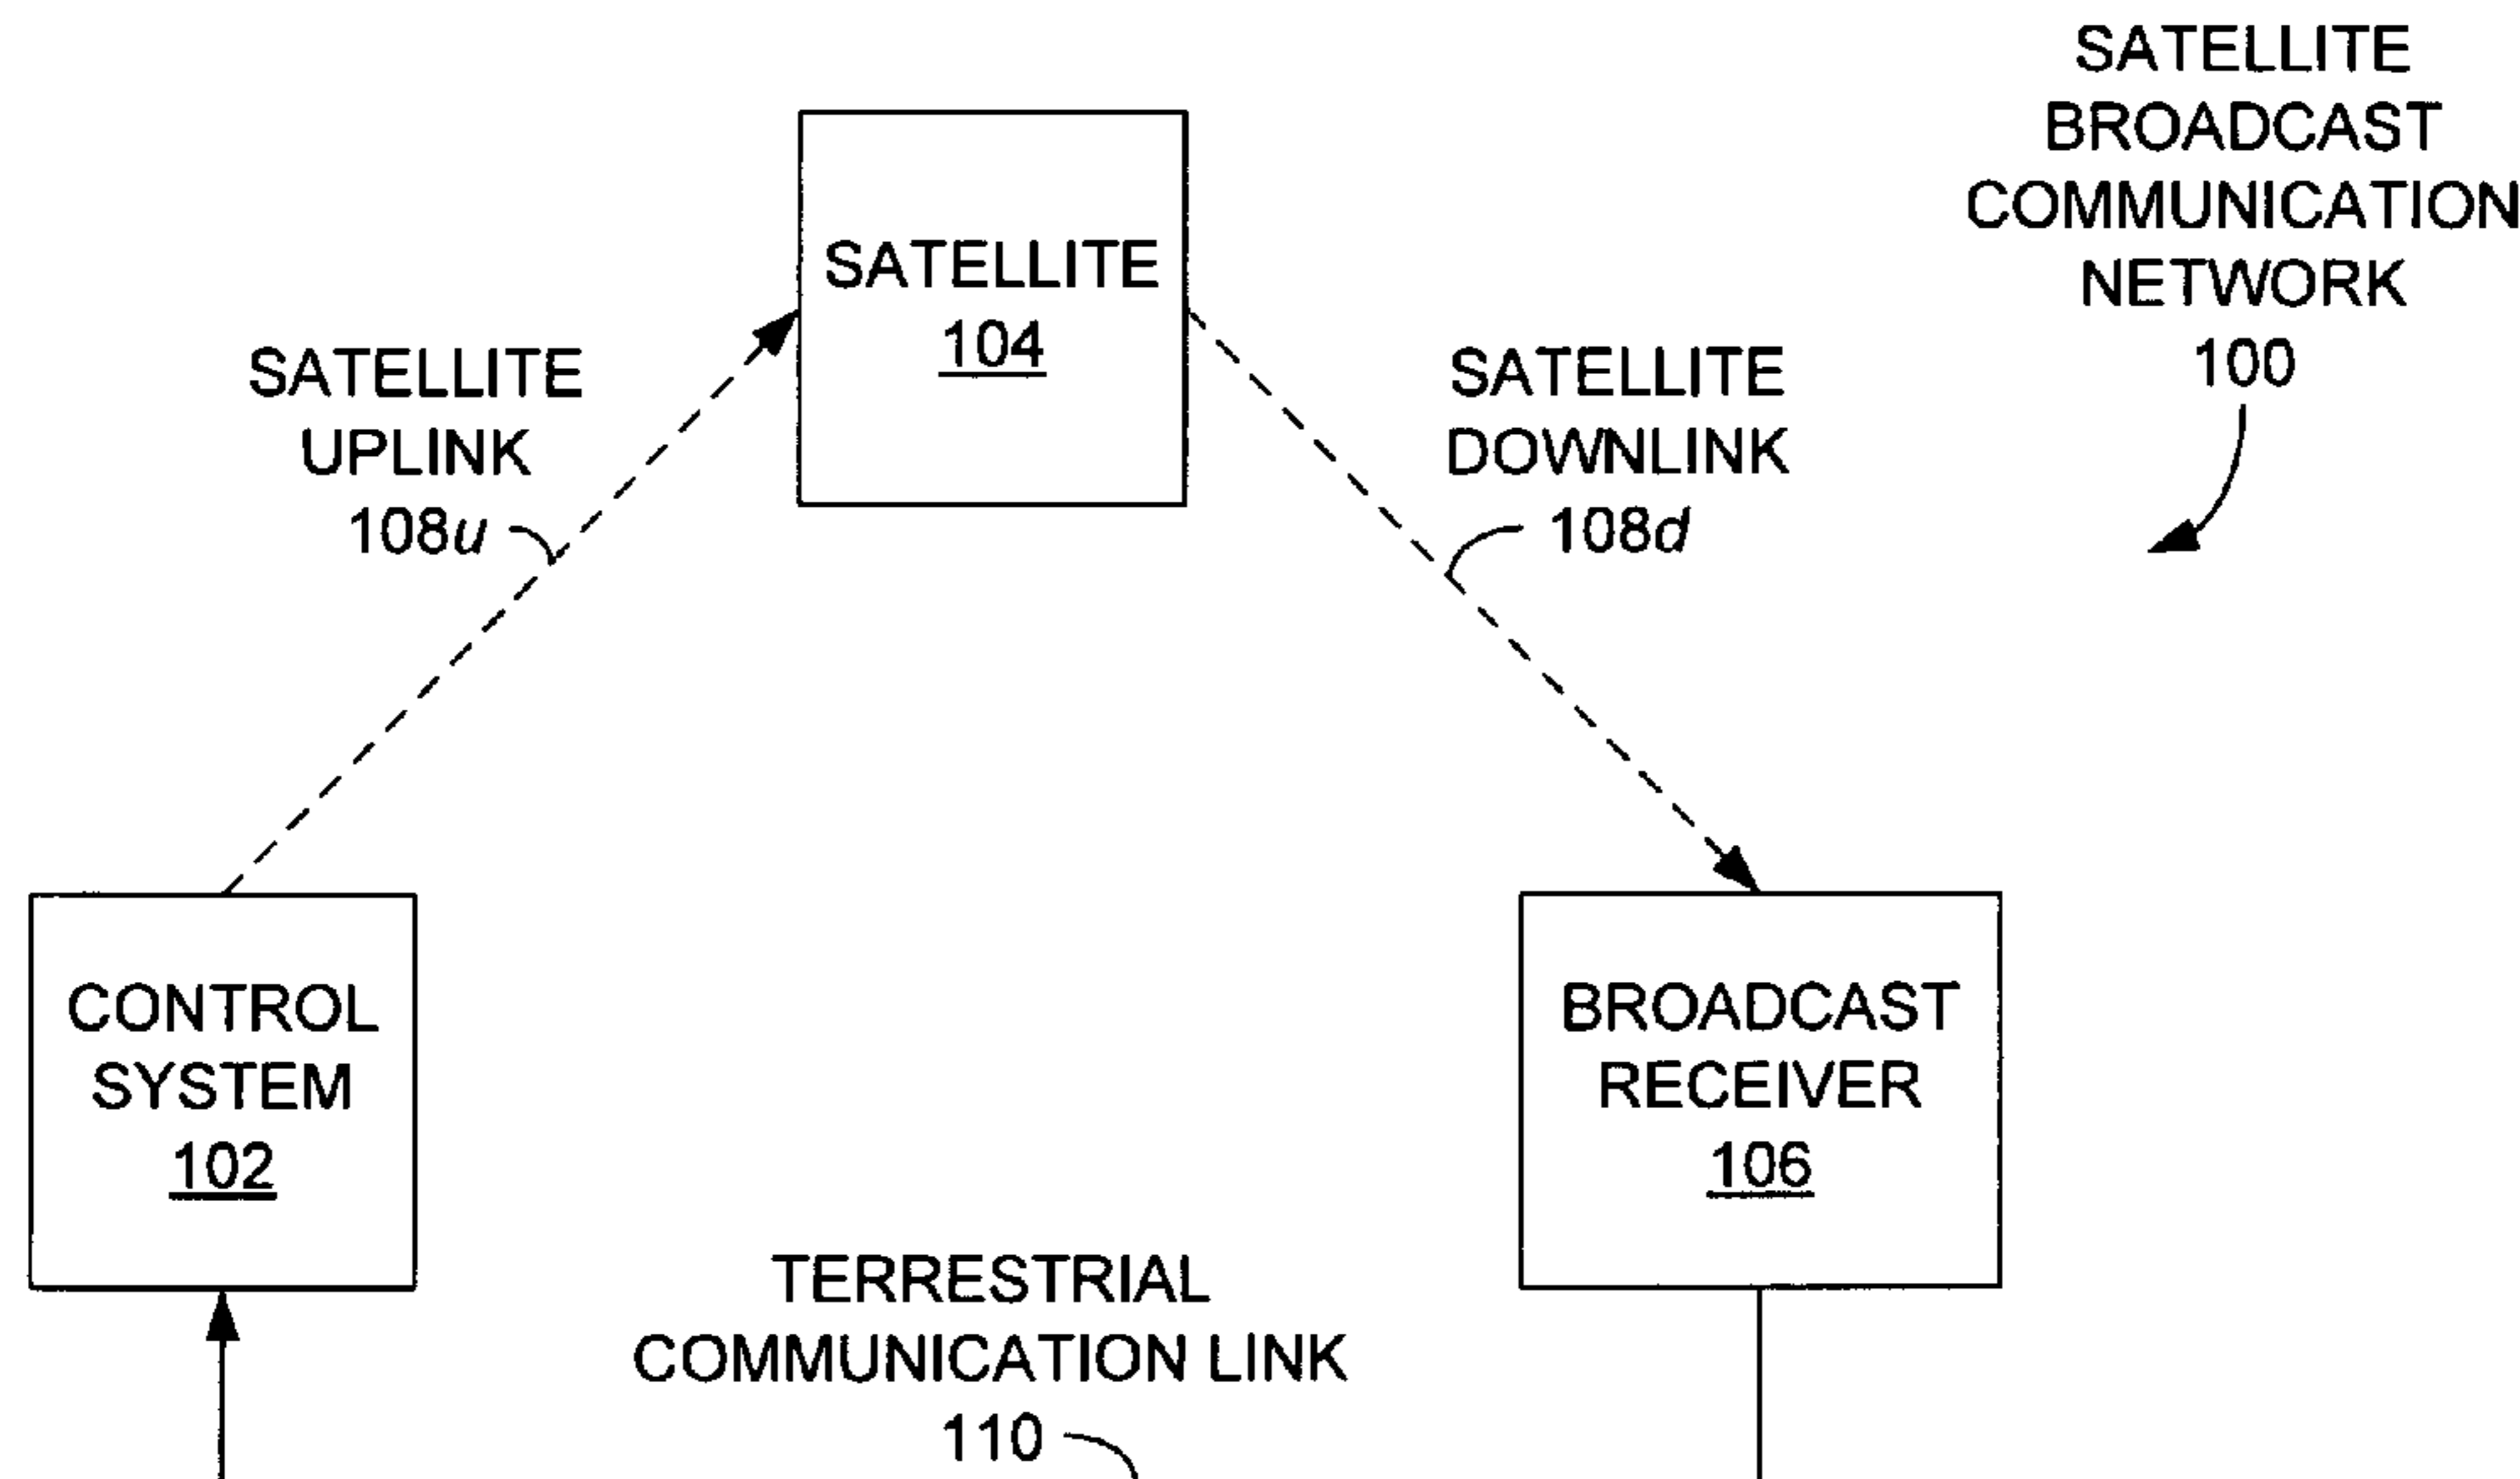 SATELLITE
BROADCAST
COMMUNICATION
NETWORK
100
SATELLITE
104
SATELLITE
UPLINK
108u
SATELLITE
DOWNLINK
108d
CONTROL
SYSTEM
102
BROADCAST
RECEIVER
106
TERRESTRIAL
COMMUNICATION LINK
110